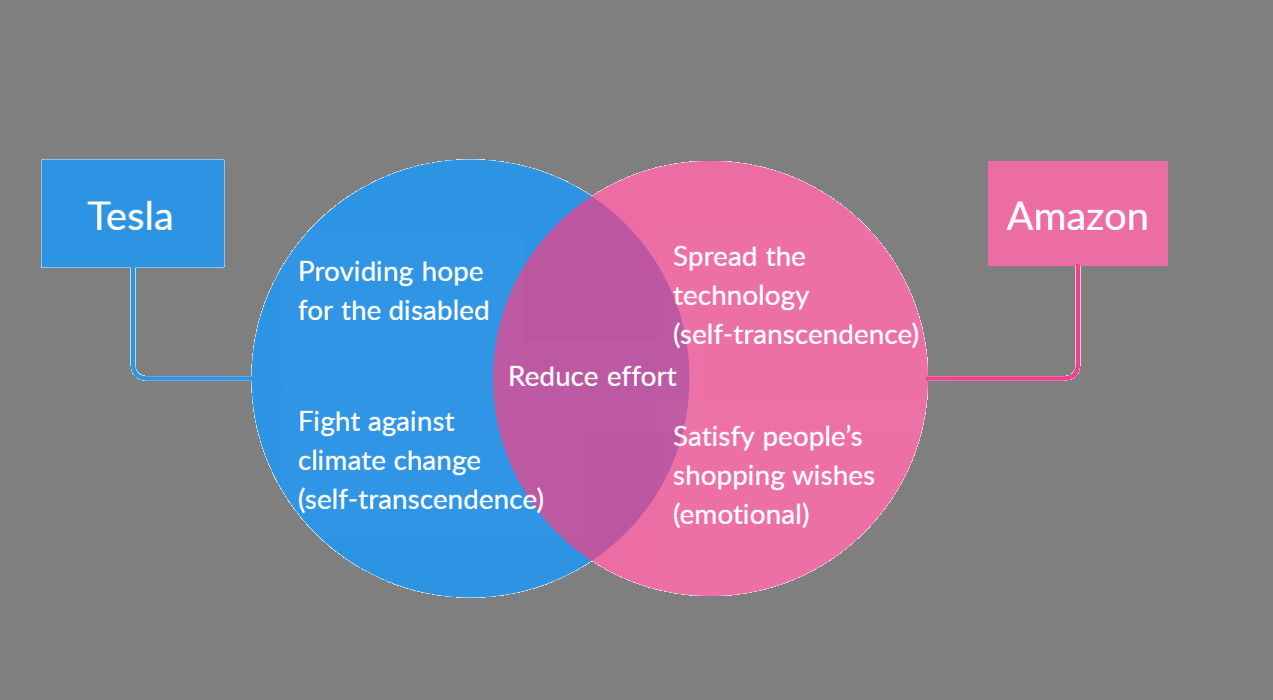 Tesla
Amazon
Providing hope
for the disabled
Fight against
climate change
(self-transcendence)
Reduce effort
Spread the
technology
(self-transcendence)
Satisfy people’s
shopping wishes
(emotional)